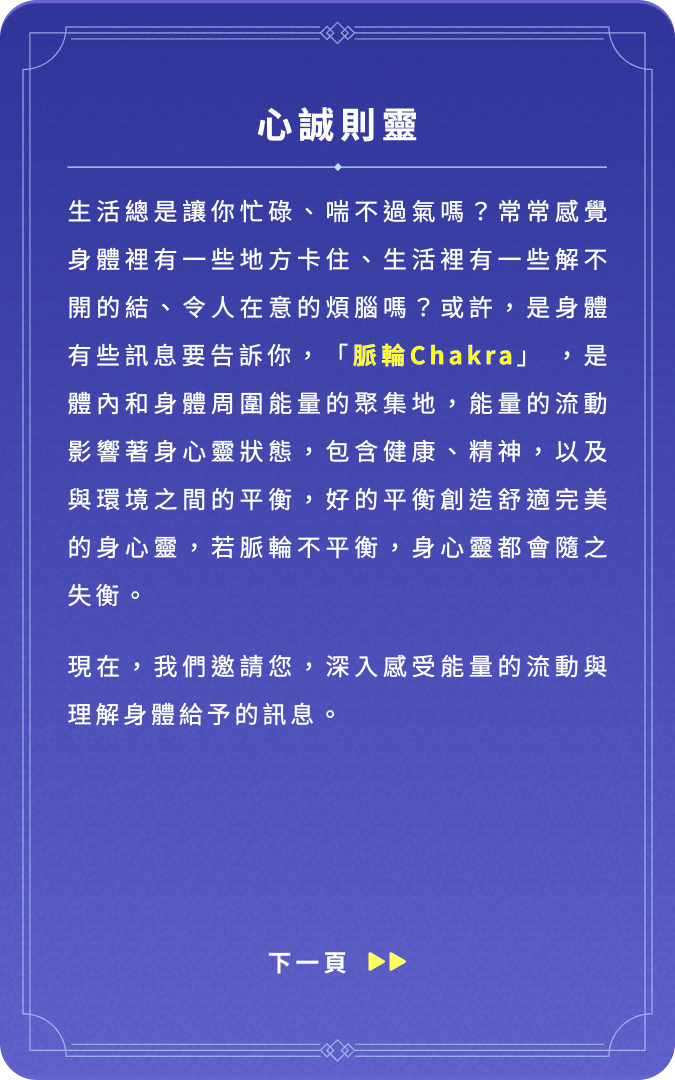 心誠則靈
生活總是讓你忙碌、喘不過氣嗎？常常感覺
身體裡有一些地方卡住、生活裡有一些解不
開的結、令人在意的煩腦嗎？或許，是身體
有些訊息要告訴你，「脈輪Chakra」 ，是
體內和身體周圍能量的聚集地，能量的流動
影響著身心靈狀態，包含健康、精神，以及
與環境之間的平衡，好的平衡創造舒適完美
的身心靈，若脈輪不平衡，身心靈都會隨之
失衡。
現在，我們邀請您，深入感受能量的流動與
理解身體給予的訊息。
下一頁